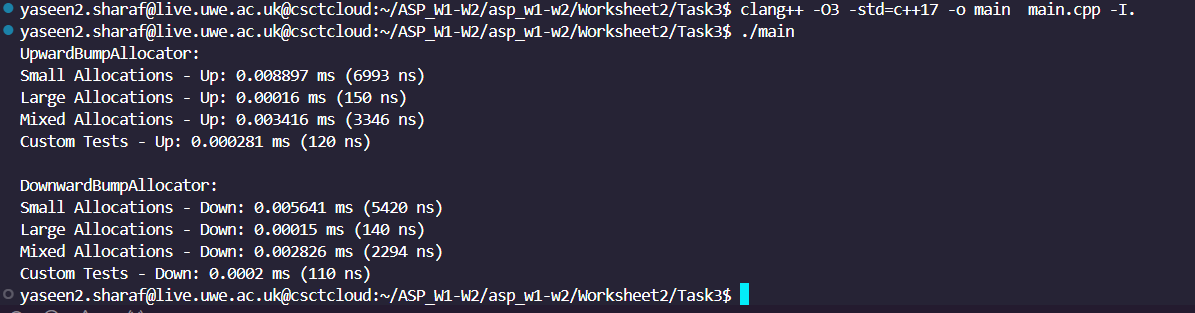 yaseen2.sharaf@live.uwe.ac.uk@csctcloud:~/ASP_W1-W2/asp_w1-w2/Worksheet2/Task3$ clang++ -O3 -std=c++17 -o main  main.cpp -I.
yaseen2.sharaf@live.uwe.ac.uk@csctcloud:~/ASP_W1-W2/asp_w1-w2/Worksheet2/Task3$ ./main
UpwardBumpAllocator:
Small Allocations - Up: 0.008897 ms (6993 ns)
Large Allocations - Up: 0.00016 ms (150 ns)
Mixed Allocations - Up: 0.003416 ms (3346 ns)
Custom Tests - Up: 0.000281 ms (120 ns)

DownwardBumpAllocator:
Small Allocations - Down: 0.005641 ms (5420 ns)
Large Allocations - Down: 0.00015 ms (140 ns)
Mixed Allocations - Down: 0.002826 ms (2294 ns)
Custom Tests - Down: 0.0002 ms (110 ns)
yaseen2.sharaf@live.uwe.ac.uk@csctcloud:~/ASP_W1-W2/asp_w1-w2/Worksheet2/Task3$